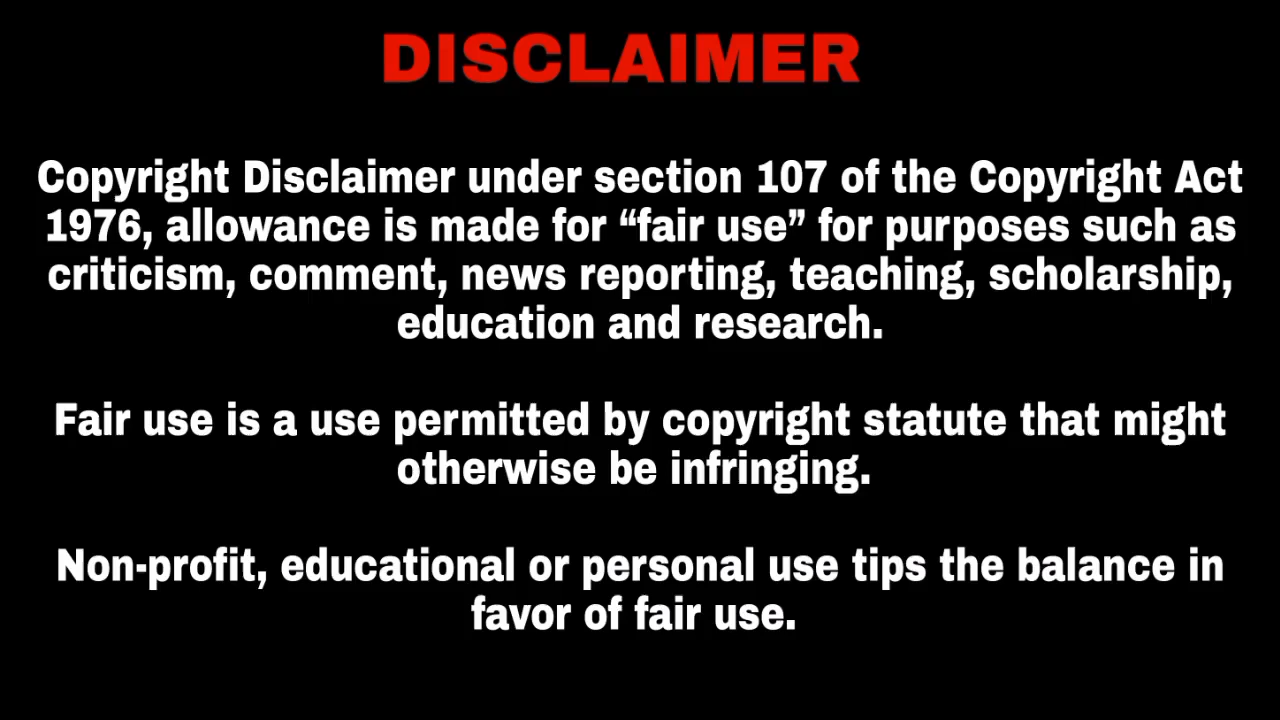 DISCLAIMER
Copyright Disclaimer under section 107 of the Copyright Act
1976, allowance is made for “fair use” for purposes such as
criticism, comment, news reporting, teaching, scholarship,
education and research.
Fair use is a use permitted by copyright statute that might
otherwise be infringing.
Non-profit, educational or personal use tips the balance in
favor of fair use.